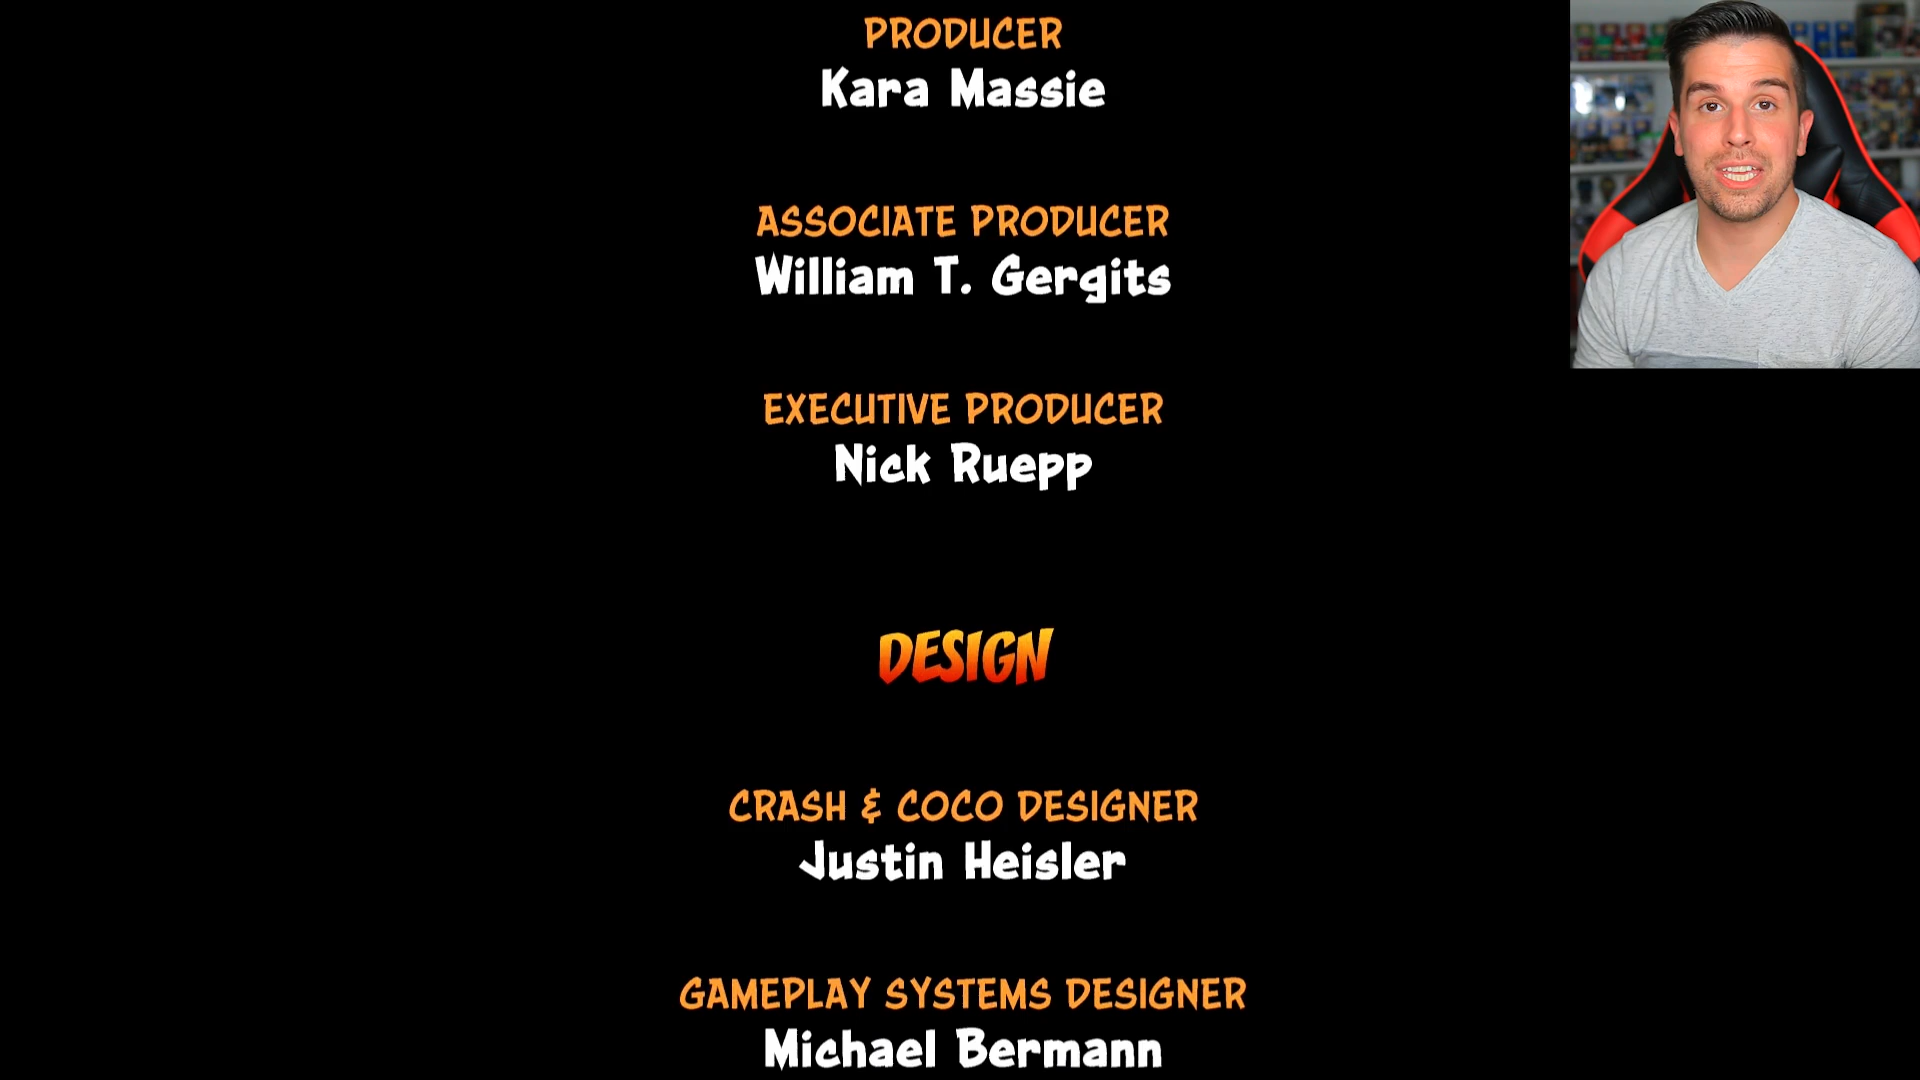 PRODUCER
Kara Massie
ASSOCIATE PRODUCER
William T. Gergits
EXECUTIVE PRODUCER
Nick Ruepp
DESIGN
CRASH & COCO DESIGNER
Justin Heisler
GAMEPLAY SYSTEMS DESIGNER
Michael Bermann